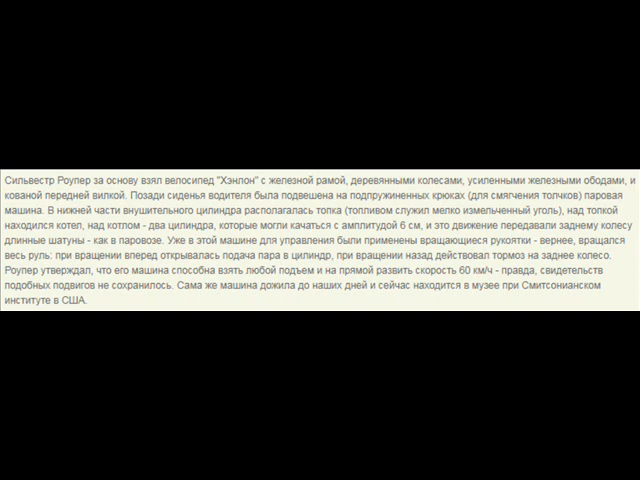 Сильвестр Роупер за основу взял велосипед "Хэнлон" с железной рамой, деревянными колесами, усиленными железными ободами, и
кованой передней вилкой. Позади сиденья водителя была подвешена на подпружиненных крюках (для смягчения толчков) паровая
машина. В нижней части внушительного цилиндра располагалась топка (топливом служил мелко измельченный уголь), над топкой
находился котел, над котлом - два цилиндра, которые могли качаться с амплитудой 6 см, и это движение передавали заднему колесу
длинные шатуны - как в паровозе. Уже в этой машине для управления были применены вращающиеся рукоятки - вернее, вращался
весь руль: при вращении вперед открывалась подача пара в цилиндр, при вращении назад действовал тормоз на заднее колесо.
Роупер утверждал, что его машина способна взять любой подъем и на прямой развить скорость 60 км/ч - правда, свидетельств
подобных подвигов не сохранилось. Сама же машина дожила до наших дней и сейчас находится в музее при Смитсонианском
институте в США.